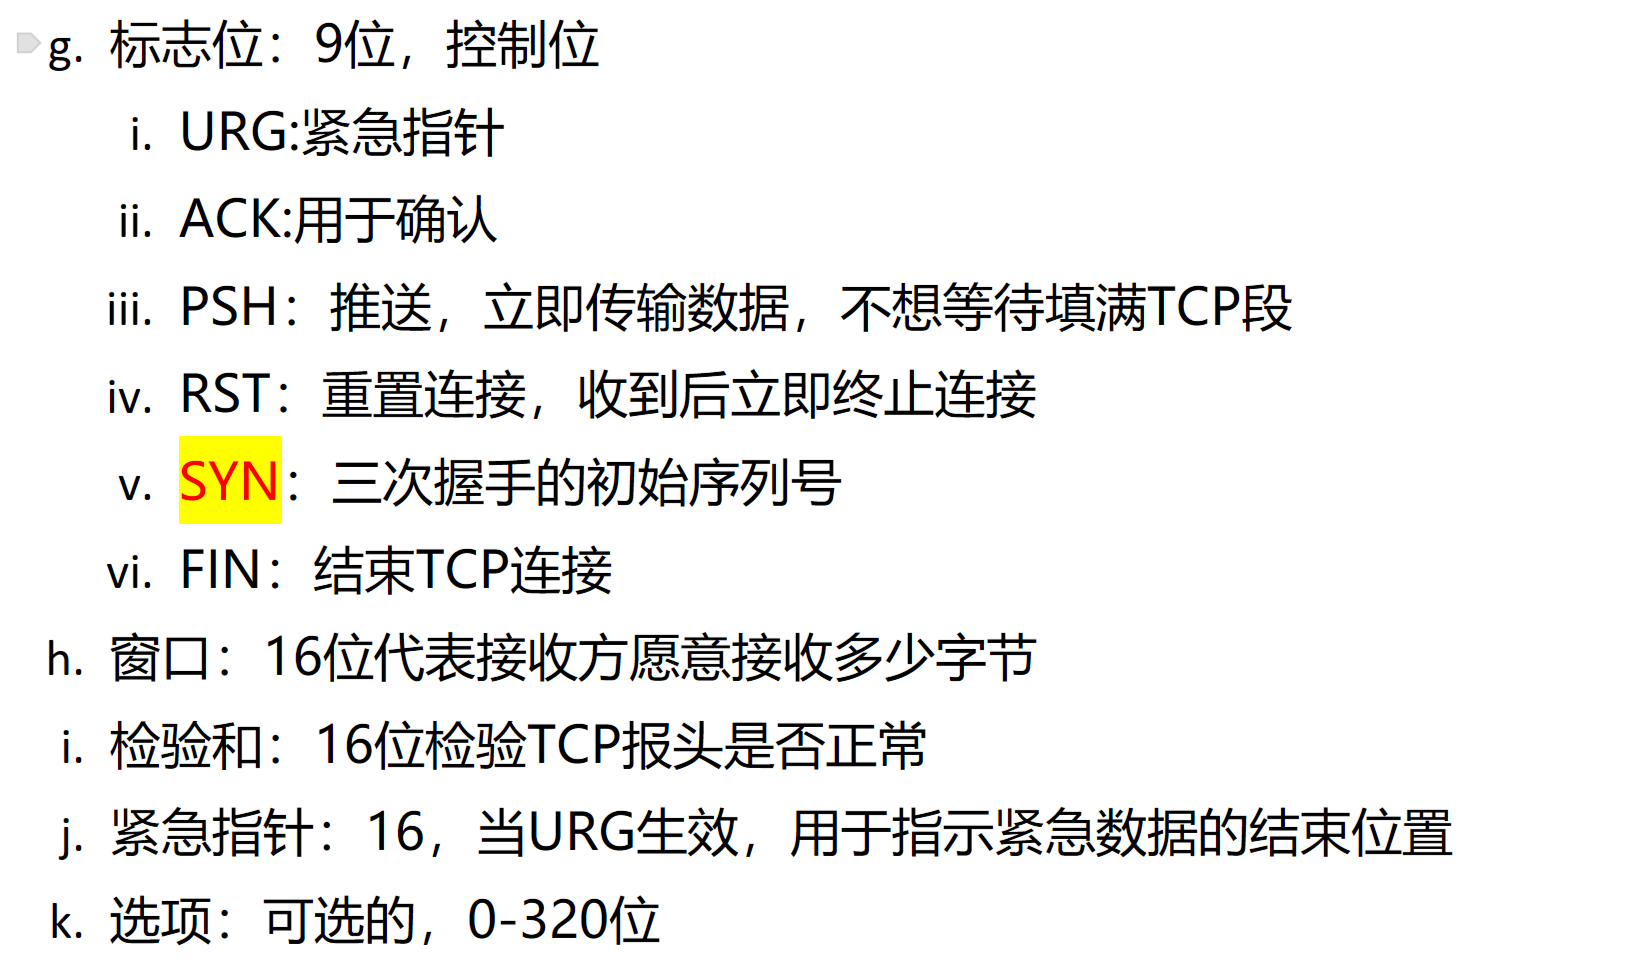 g. 标志位：9位，控制位
i. URG:紧急指针
ii. ACK:用于确认
iii. PSH：推送，立即传输数据，不想等待填满TCP段
iv. RST：重置连接，收到后立即终止连接
v. SYN：三次握手的初始序列号
vi. FIN：结束TCP连接
h. 窗口：16位代表接收方愿意接收多少字节
i. 检验和：16位检验TCP报头是否正常
j. 紧急指针：16，当URG生效，用于指示紧急数据的结束位置
k. 选项：可选的，0-320位